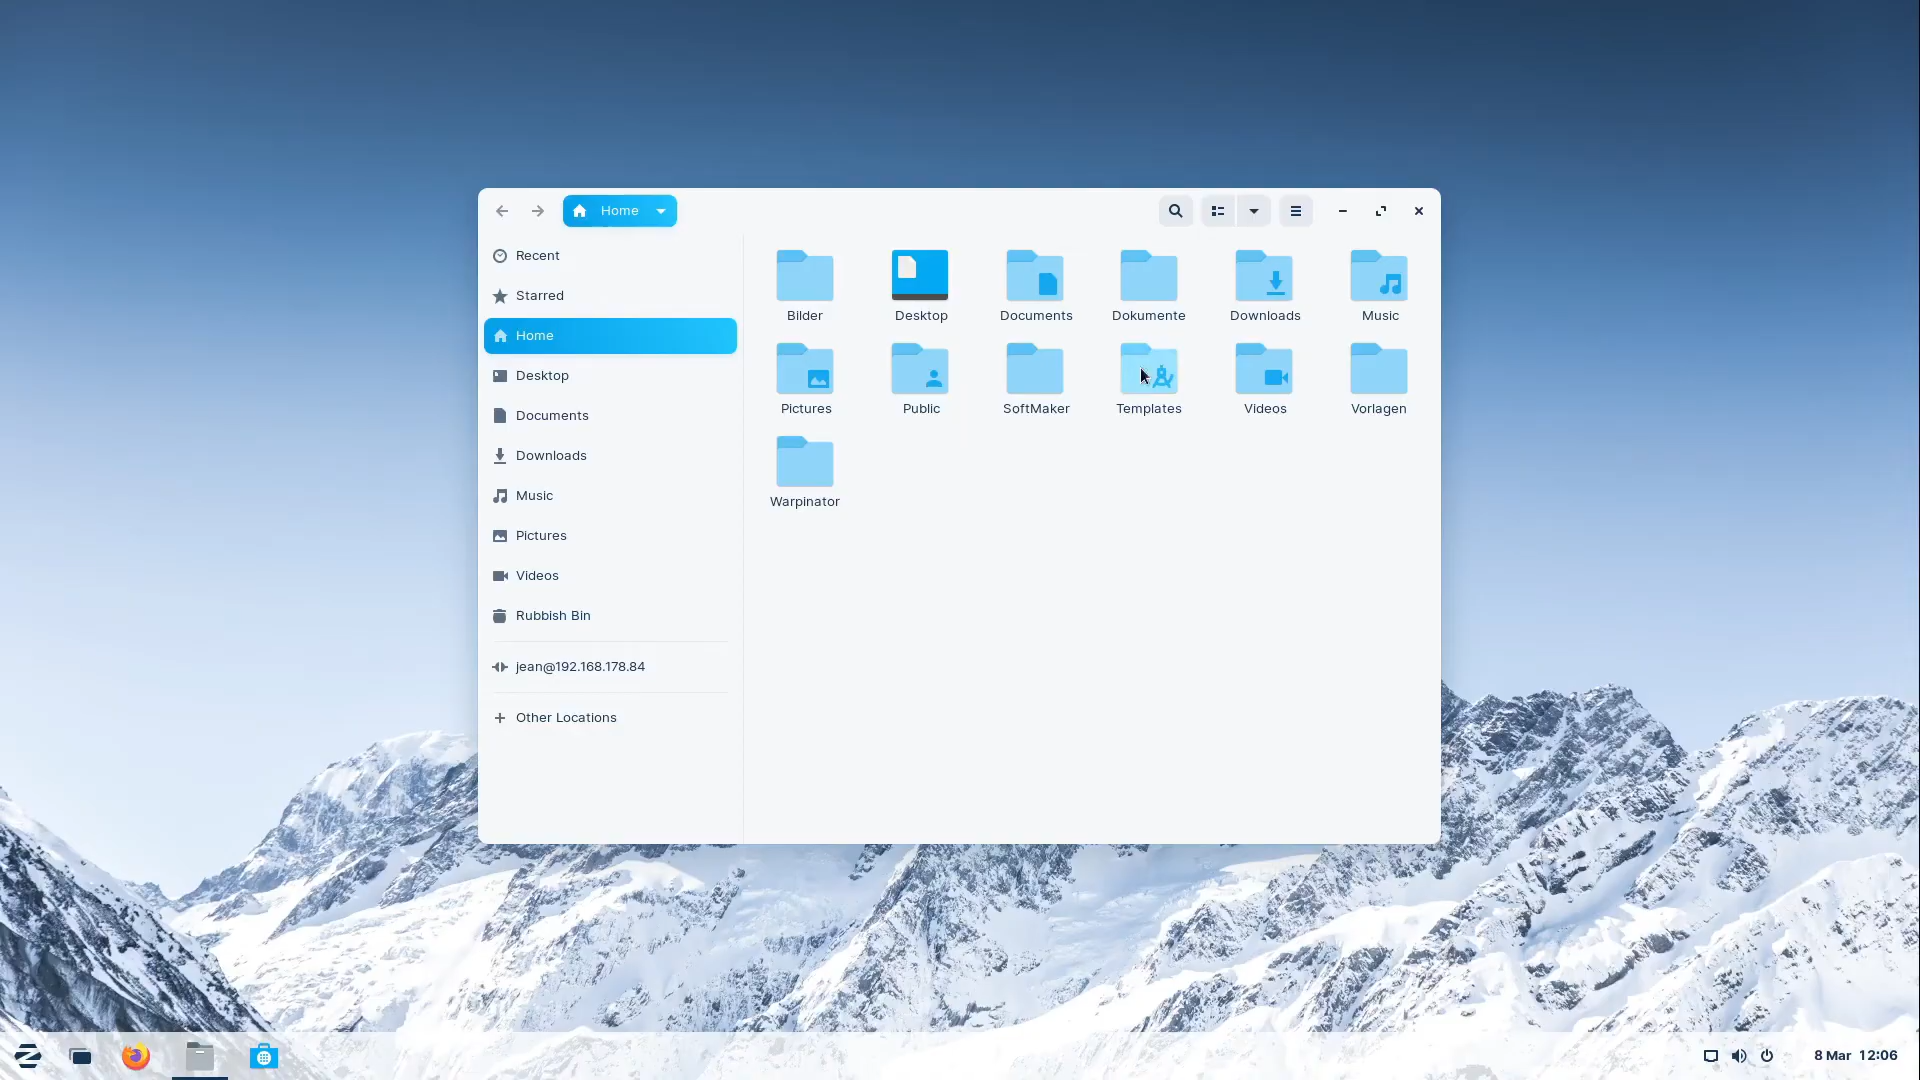 Home
Recent
Starred
Home
Desktop
Documents
Downloads
Music
Pictures
Videos
Rubbish Bin
jean@192.168.178.84
Other Locations
Bilder Desktop Documents Dokumente Downloads Music
Pictures Public SoftMaker Templates Videos Vorlagen
Warpinator
8 Mar 12:06